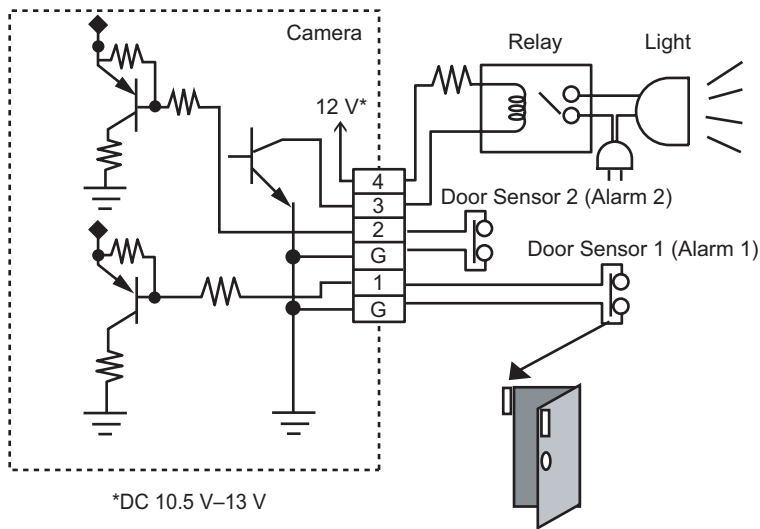 Camera
Relay
Light
12 V*
4
3
2
G
1
G
Door Sensor 2 (Alarm 2)
Door Sensor 1 (Alarm 1)
*DC 10.5 V–13 V